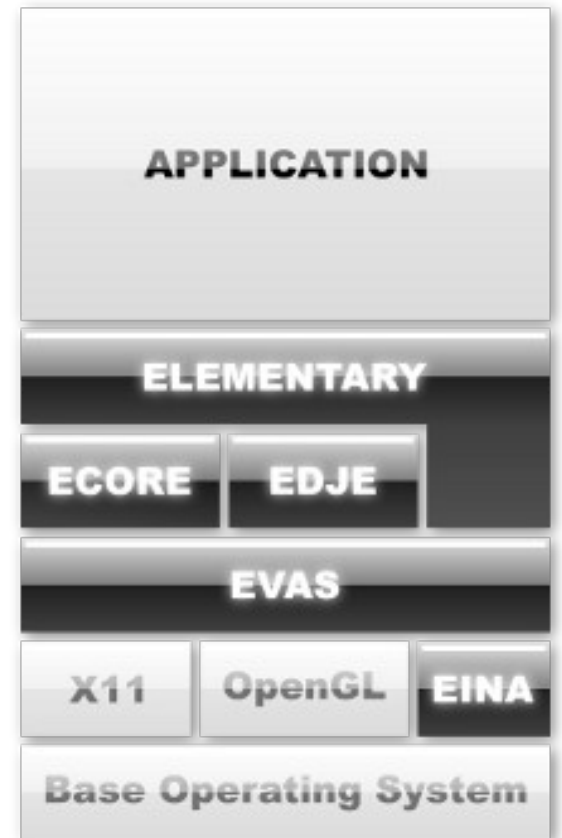 APPLICATION
ELEMENTARY
ECORE EDJE
EVAS
X11 OpenGL EINA
Base Operating System